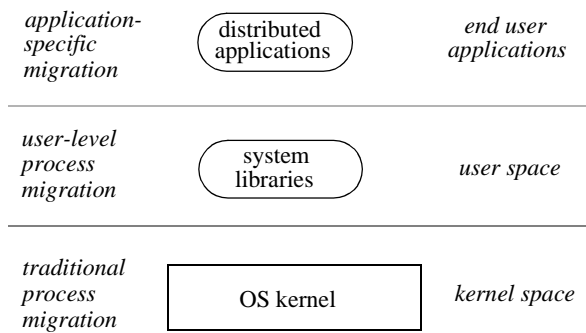 application-
specific
migration
distributed
applications
end user
applications
user-level
process
migration
system
libraries
user space
traditional
process
migration
OS kernel
kernel space